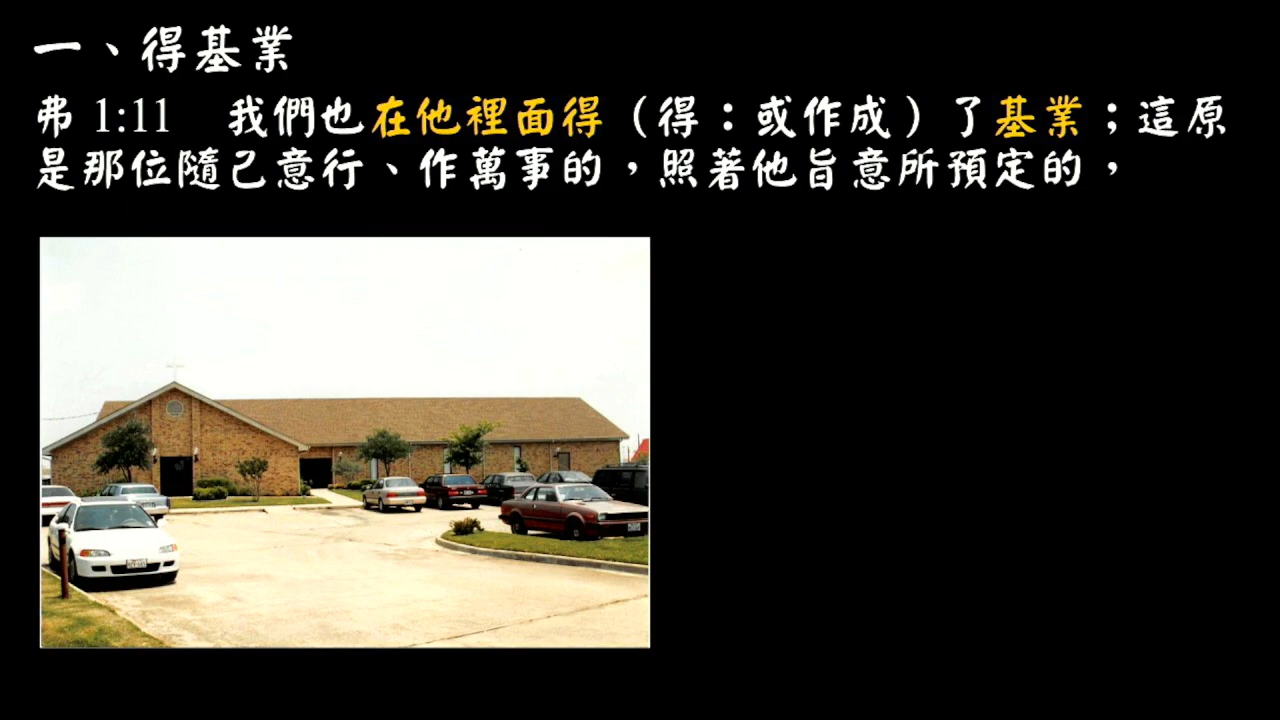 一、得基業
弗 1:11　我們也在他裡面得（得：或作成）了基業；這原
是那位隨己意行、作萬事的，照著他旨意所預定的，